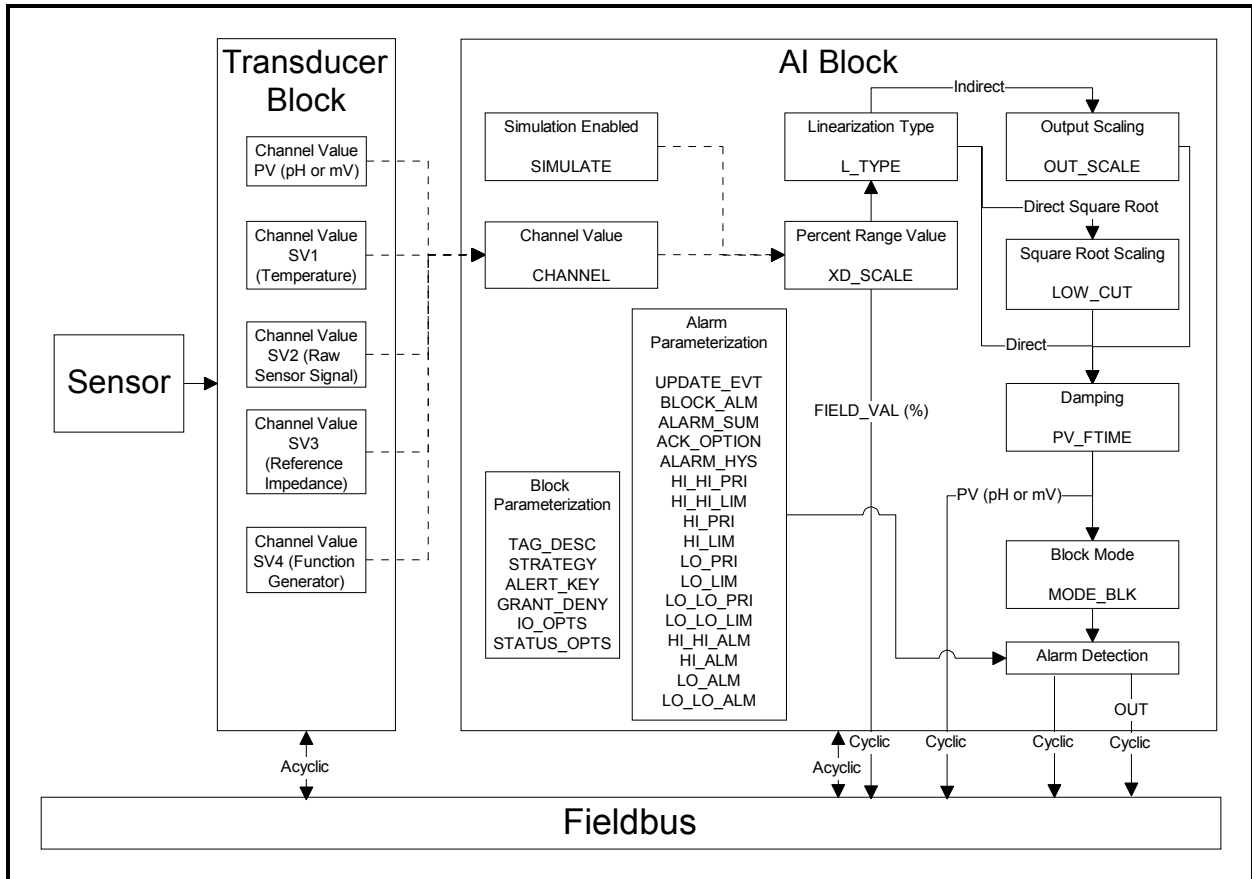 Transducer
Block
Channel Value
PV (pH or mV)
Channel Value
SV1
(Temperature)
Channel Value
SV2 (Raw
Sensor Signal)
Channel Value
SV3
(Reference
Impedance)
Channel Value
SV4 (Function
Generator)
Sensor
AI Block
Simulation Enabled
SIMULATE
Channel Value
CHANNEL
Linearization Type
L_TYPE
Percent Range Value
XD_SCALE
Indirect
Output Scaling
OUT_SCALE
Direct Square Root
Square Root Scaling
LOW_CUT
Direct
Damping
PV_FTIME
PV (pH or mV)
Block Mode
MODE_BLK
Alarm Detection
OUT
FIELD_VAL (%)
Block
Parameterization
TAG_DESC
STRATEGY
ALERT_KEY
GRANT_DENY
IO_OPTS
STATUS_OPTS
Alarm
Parameterization
UPDATE_EVT
BLOCK_ALM
ALARM_SUM
ACK_OPTION
ALARM_HYS
HI_HI_PRI
HI_HI_LIM
HI_PRI
HI_LIM
LO_PRI
LO_LIM
LO_LO_PRI
LO_LO_LIM
HI_HI_ALM
HI_ALM
LO_ALM
LO_LO_ALM
Acyclic
Acyclic
Cyclic
Cyclic
Cyclic
Cyclic
Fieldbus